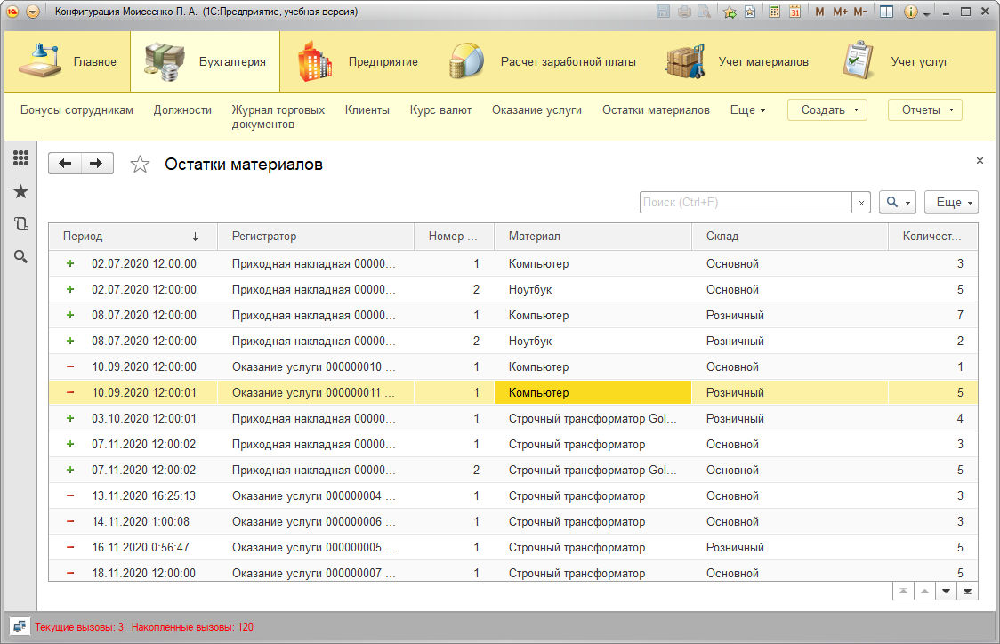 Конфигурация Моисеенко П. А. (1С:Предприятие, учебная версия)
M M+ M-
Главное Бухгалтерия Предприятие Расчет заработной платы Учет материалов Учет услуг
Бонусы сотрудникам Должности Журнал торговых документов Клиенты Курс валют Оказание услуги Остатки материалов Еще Создать Отчеты
Остатки материалов
Поиск (Ctrl+F) × Еще
Период ↓ Регистратор Номер ... Материал Склад Количест...
+ 02.07.2020 12:00:00 Приходная накладная 00000... 1 Компьютер Основной 3
+ 02.07.2020 12:00:00 Приходная накладная 00000... 2 Ноутбук Основной 5
+ 08.07.2020 12:00:00 Приходная накладная 00000... 1 Компьютер Розничный 7
+ 08.07.2020 12:00:00 Приходная накладная 00000... 2 Ноутбук Розничный 2
− 10.09.2020 12:00:00 Оказание услуги 000000010 ... 1 Компьютер Основной 1
− 10.09.2020 12:00:01 Оказание услуги 000000011 ... 1 Компьютер Розничный 5
+ 03.10.2020 12:00:01 Приходная накладная 00000... 1 Строчный трансформатор Gol... Розничный 4
+ 07.11.2020 12:00:02 Приходная накладная 00000... 1 Строчный трансформатор Основной 3
+ 07.11.2020 12:00:02 Приходная накладная 00000... 2 Строчный трансформатор Gol... Основной 5
− 13.11.2020 16:25:13 Оказание услуги 000000004 ... 1 Строчный трансформатор Основной 3
− 14.11.2020 1:00:08 Оказание услуги 000000006 ... 1 Строчный трансформатор Основной 3
− 16.11.2020 0:56:47 Оказание услуги 000000005 ... 1 Строчный трансформатор Розничный 5
− 18.11.2020 12:00:00 Оказание услуги 000000007 ... 1 Строчный трансформатор Основной 5
Текущие вызовы: 3 Накопленные вызовы: 120